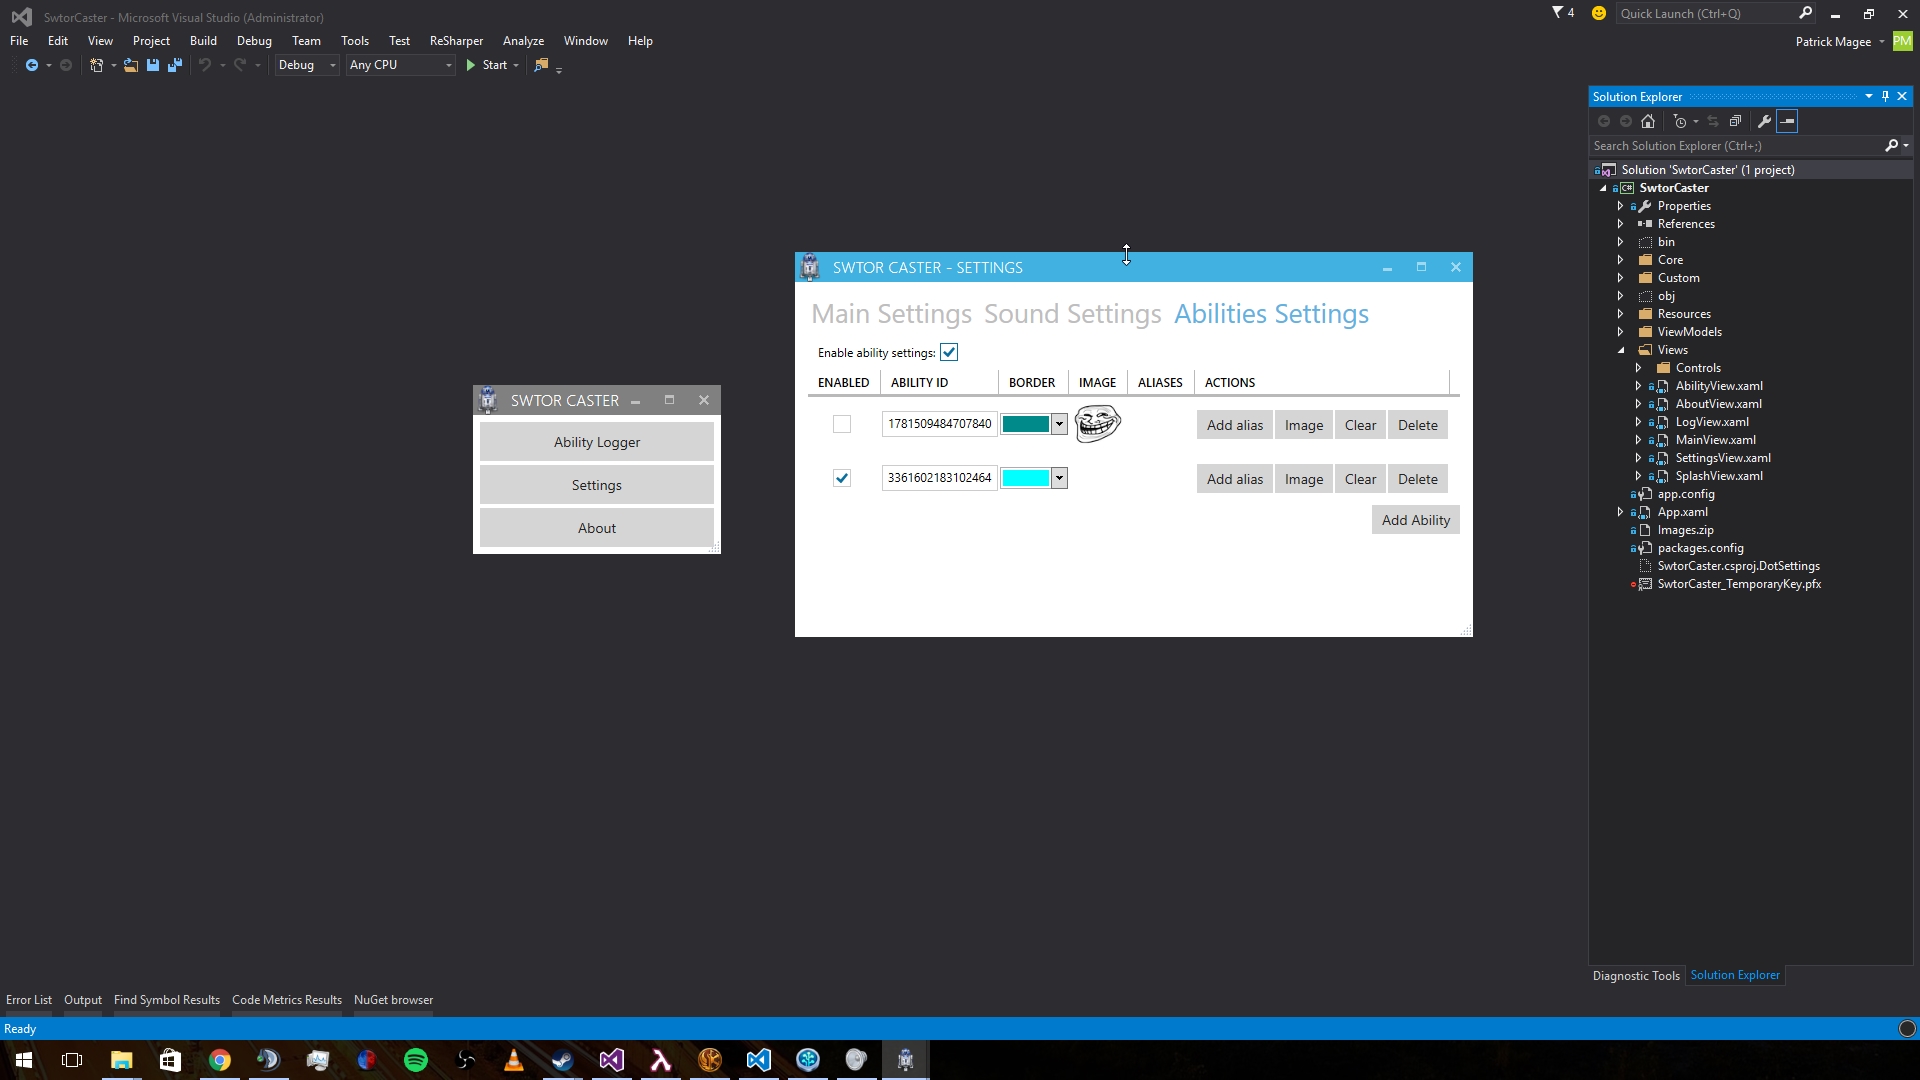 SwtorCaster - Microsoft Visual Studio (Administrator)
4
Quick Launch (Ctrl+Q)
File Edit View Project Build Debug Team Tools Test ReSharper Analyze Window Help
Patrick Magee PM
Debug Any CPU Start
Solution Explorer
Search Solution Explorer (Ctrl+;)
Solution 'SwtorCaster' (1 project)
C# SwtorCaster
Properties
References
bin
Core
Custom
obj
Resources
ViewModels
Views
Controls
AbilityView.xaml
AboutView.xaml
LogView.xaml
MainView.xaml
SettingsView.xaml
SplashView.xaml
app.config
App.xaml
Images.zip
packages.config
SwtorCaster.csproj.DotSettings
SwtorCaster_TemporaryKey.pfx
Diagnostic Tools Solution Explorer
SWTOR CASTER
Ability Logger
Settings
About
SWTOR CASTER - SETTINGS
Main Settings Sound Settings Abilities Settings
Enable ability settings:
ENABLED ABILITY ID BORDER IMAGE ALIASES ACTIONS
1781509484707840 Add alias Image Clear Delete
3361602183102464 Add alias Image Clear Delete
Add Ability
Error List Output Find Symbol Results Code Metrics Results NuGet browser
Ready